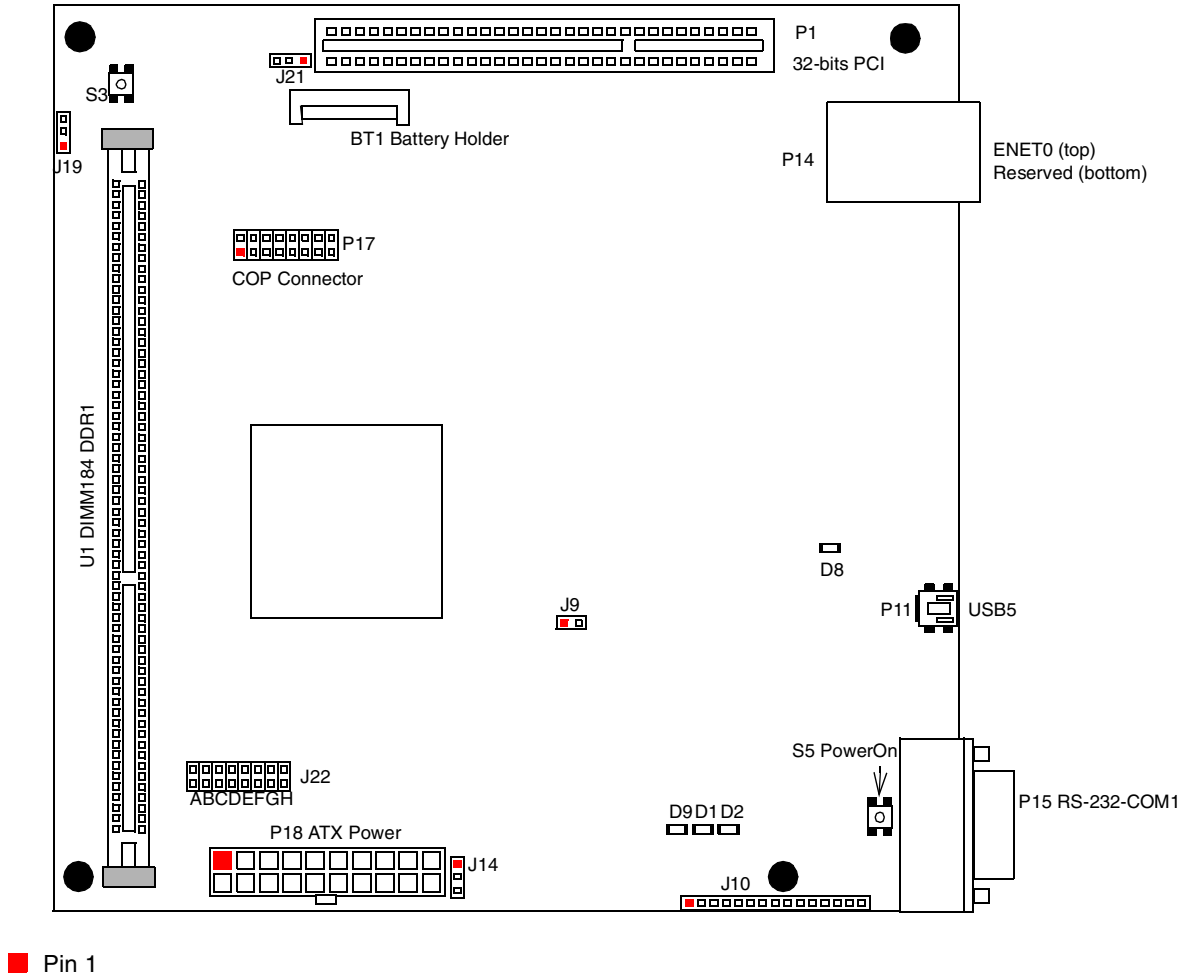 P1
32-bits PCI
J21
S3
BT1 Battery Holder
P14
ENET0 (top)
Reserved (bottom)
J19
P17
COP Connector
U1 DIMM184 DDR1
D8
J9
P11
USB5
S5 PowerOn
J22
ABCDEFGH
P15 RS-232-COM1
D9 D1 D2
P18 ATX Power
J14
J10
Pin 1